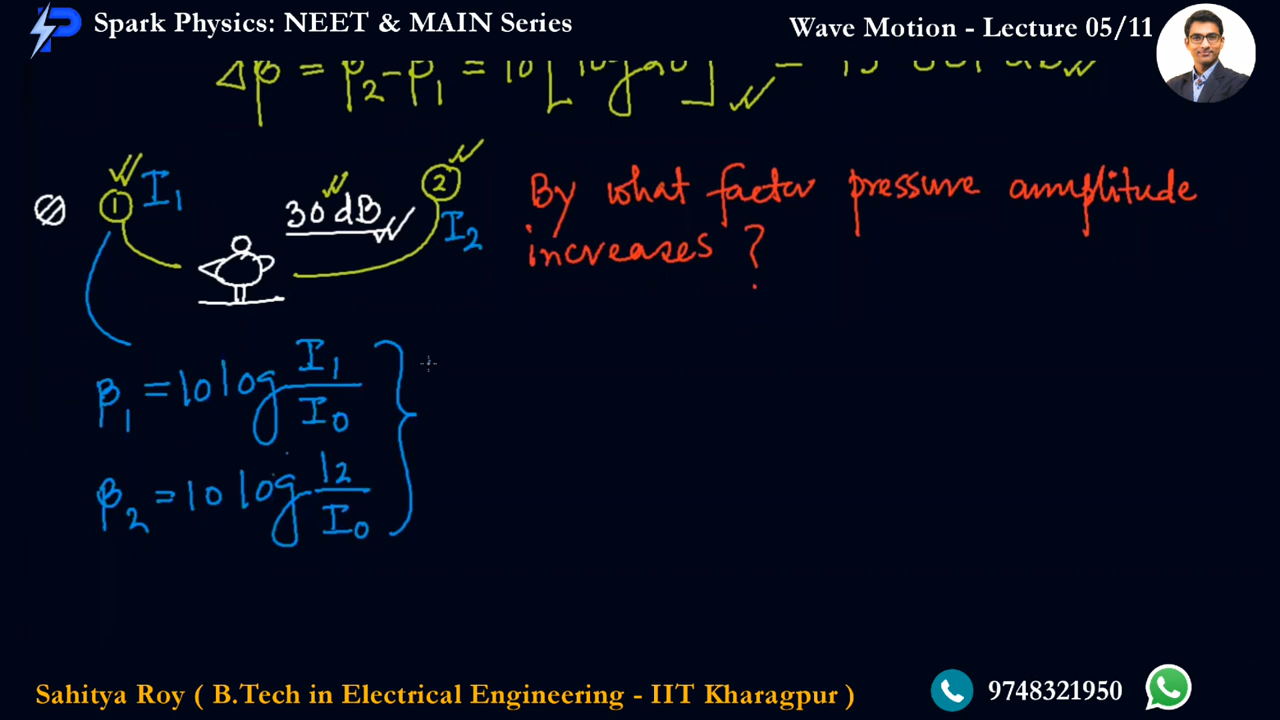 Spark Physics: NEET & MAIN Series
Wave Motion - Lecture 05/11
Δβ = β₂-β₁ = 10
① I₁
30 dB
② I₂
By what factor pressure amplitude
increases ?
β₁ = 10 log I₁/I₀
β₂ = 10 log I₂/I₀
Sahitya Roy ( B.Tech in Electrical Engineering - IIT Kharagpur )
9748321950